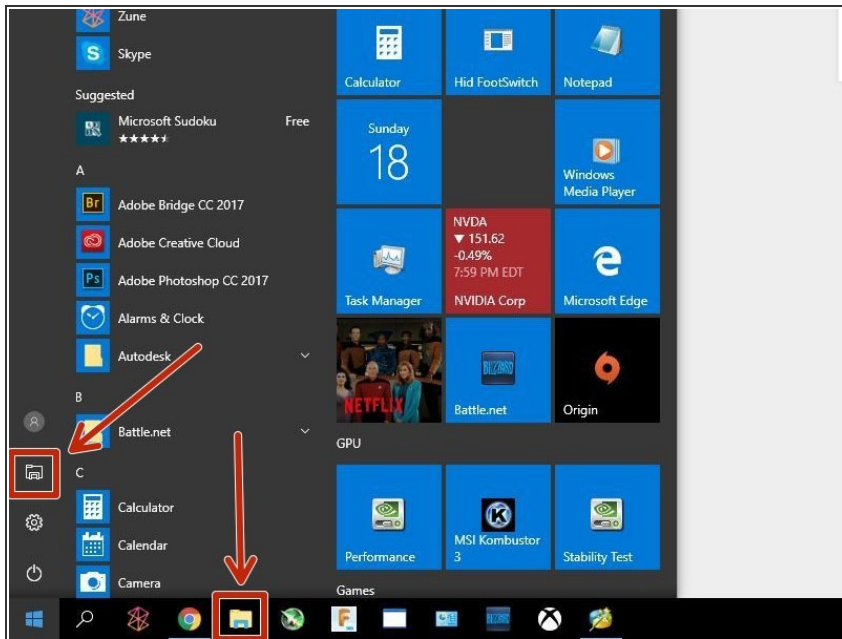 Zune
Skype
Suggested
Microsoft Sudoku Free
A
Br Adobe Bridge CC 2017
Adobe Creative Cloud
Ps Adobe Photoshop CC 2017
Alarms & Clock
Autodesk
B
Battle.net
C
Calculator
Calendar
Camera
Calculator
Hid FootSwitch
Notepad
Sunday
18
Windows
Media Player
Task Manager
NVDA
▼ 151.62
-0.49%
7:59 PM EDT
NVIDIA Corp
Microsoft Edge
NETFLIX
BLIZZARD
Battle.net
Origin
GPU
Performance
K
MSI Kombustor
3
Stability Test
Games